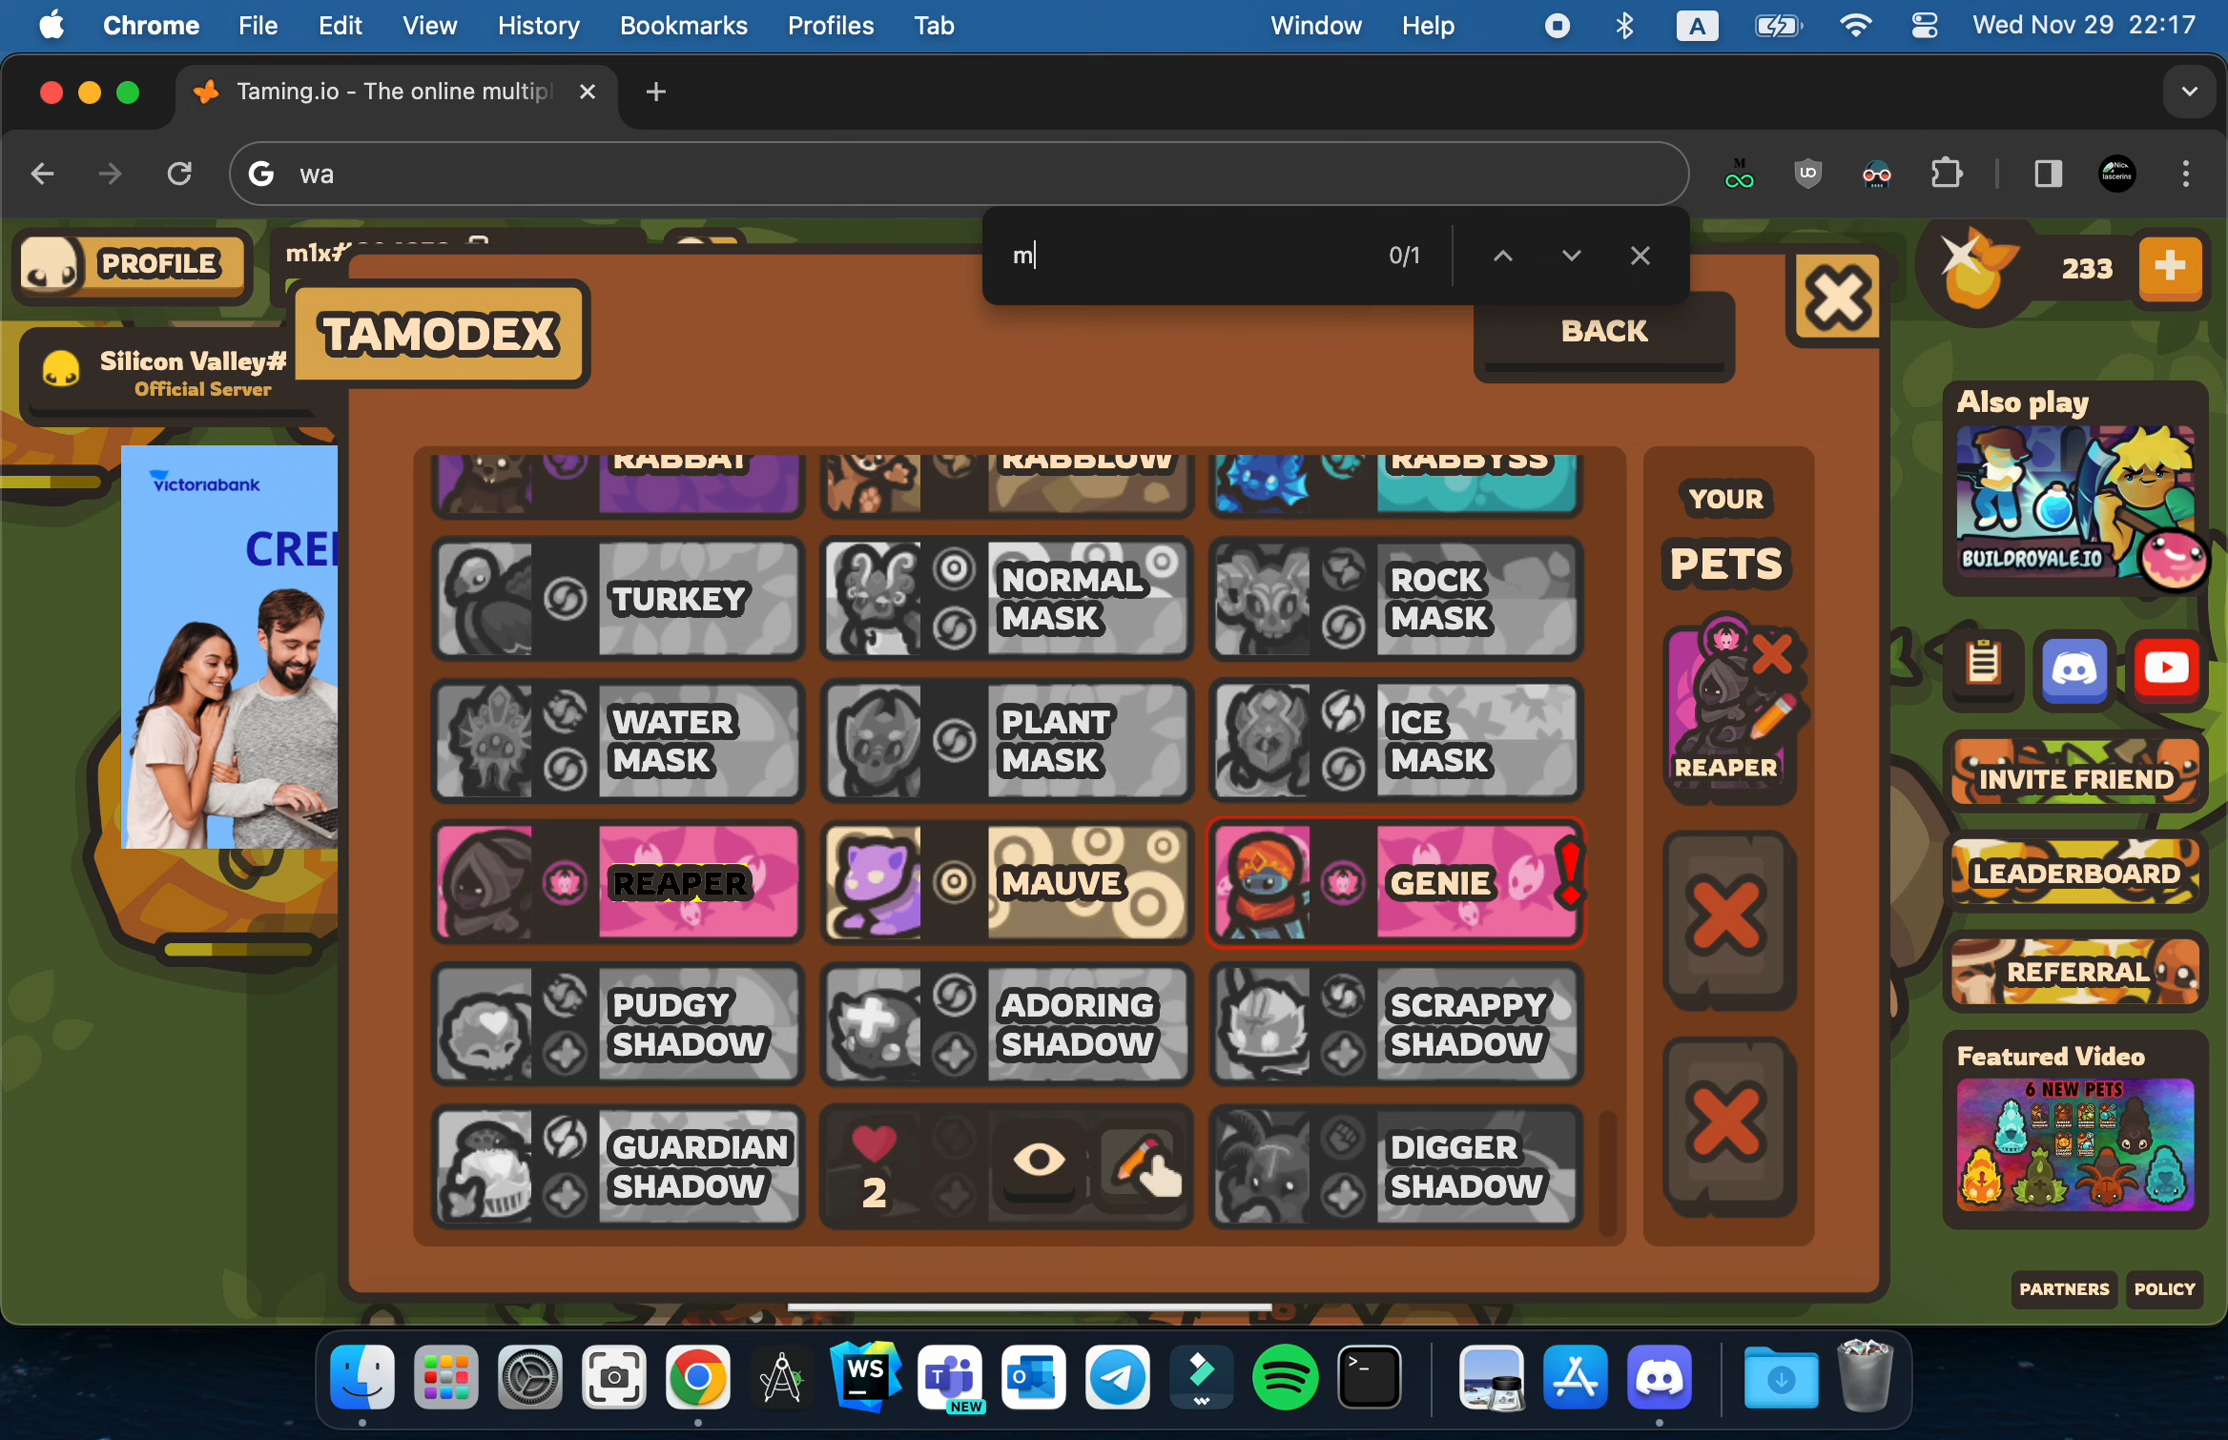 Chrome File Edit View History Bookmarks Profiles Tab Window Help A Wed Nov 29 22:17
Taming.io - The online multipl
wa
m 0/1
PROFILE
233
TAMODEX
BACK
Silicon Valley#
Official Server
Also play
BUILDROYALE.IO
victoriabank
RABBAT RABBLOW RABBYSS
TURKEY
NORMAL
MASK
ROCK
MASK
WATER
MASK
PLANT
MASK
ICE
MASK
REAPER
MAUVE
GENIE
PUDGY
SHADOW
ADORING
SHADOW
SCRAPPY
SHADOW
GUARDIAN
SHADOW
2
DIGGER
SHADOW
YOUR
PETS
REAPER
INVITE FRIEND
LEADERBOARD
REFERRAL
Featured Video
6 NEW PETS
PARTNERS POLICY
WS
NEW